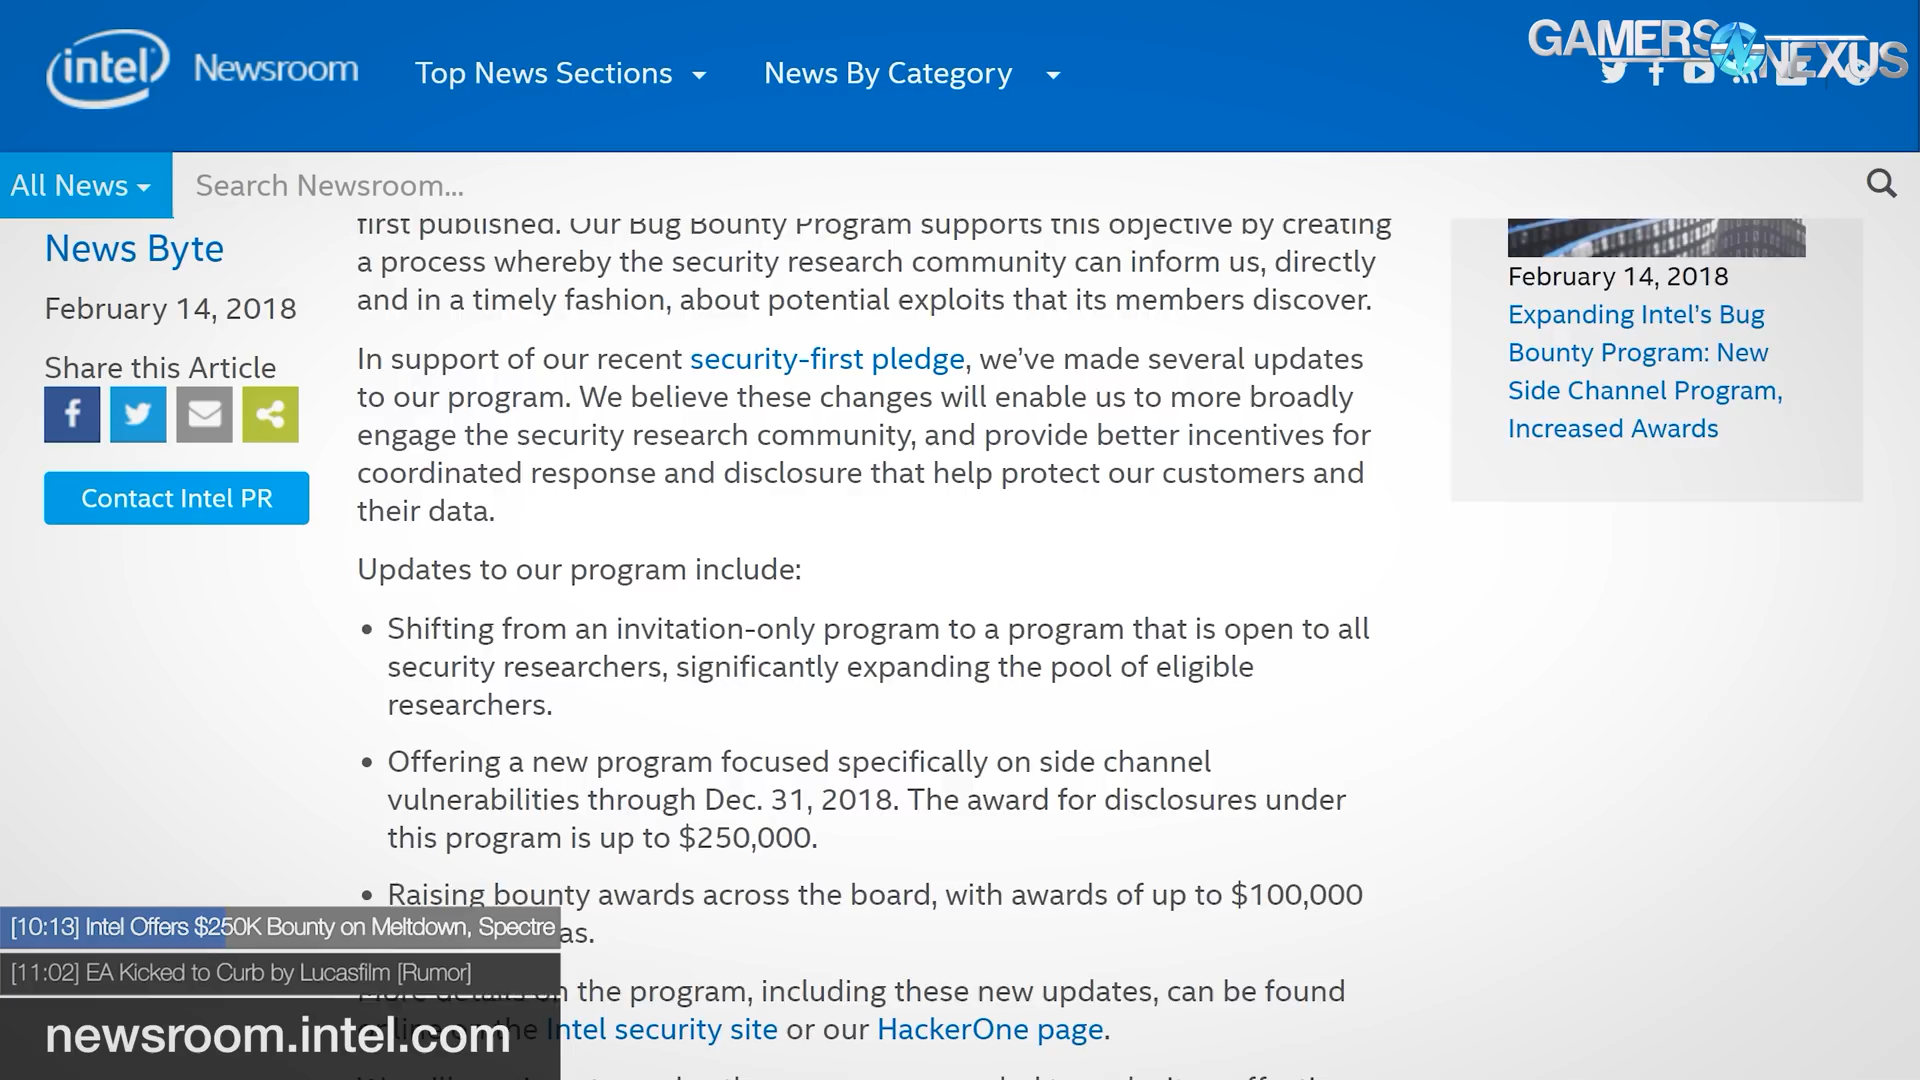 intel
Newsroom
Top News Sections
News By Category
GAMERS NEXUS
All News
Search Newsroom...
News Byte
February 14, 2018
Share this Article
Contact Intel PR
first published. Our Bug Bounty Program supports this objective by creating
a process whereby the security research community can inform us, directly
and in a timely fashion, about potential exploits that its members discover.
In support of our recent security-first pledge, we've made several updates
to our program. We believe these changes will enable us to more broadly
engage the security research community, and provide better incentives for
coordinated response and disclosure that help protect our customers and
their data.
Updates to our program include:
• Shifting from an invitation-only program to a program that is open to all
security researchers, significantly expanding the pool of eligible
researchers.
• Offering a new program focused specifically on side channel
vulnerabilities through Dec. 31, 2018. The award for disclosures under
this program is up to $250,000.
• Raising bounty awards across the board, with awards of up to $100,000
as.
the program, including these new updates, can be found
Intel security site or our HackerOne page.
February 14, 2018
Expanding Intel's Bug
Bounty Program: New
Side Channel Program,
Increased Awards
[10:13] Intel Offers $250K Bounty on Meltdown, Spectre
[11:02] EA Kicked to Curb by Lucasfilm [Rumor]
newsroom.intel.com